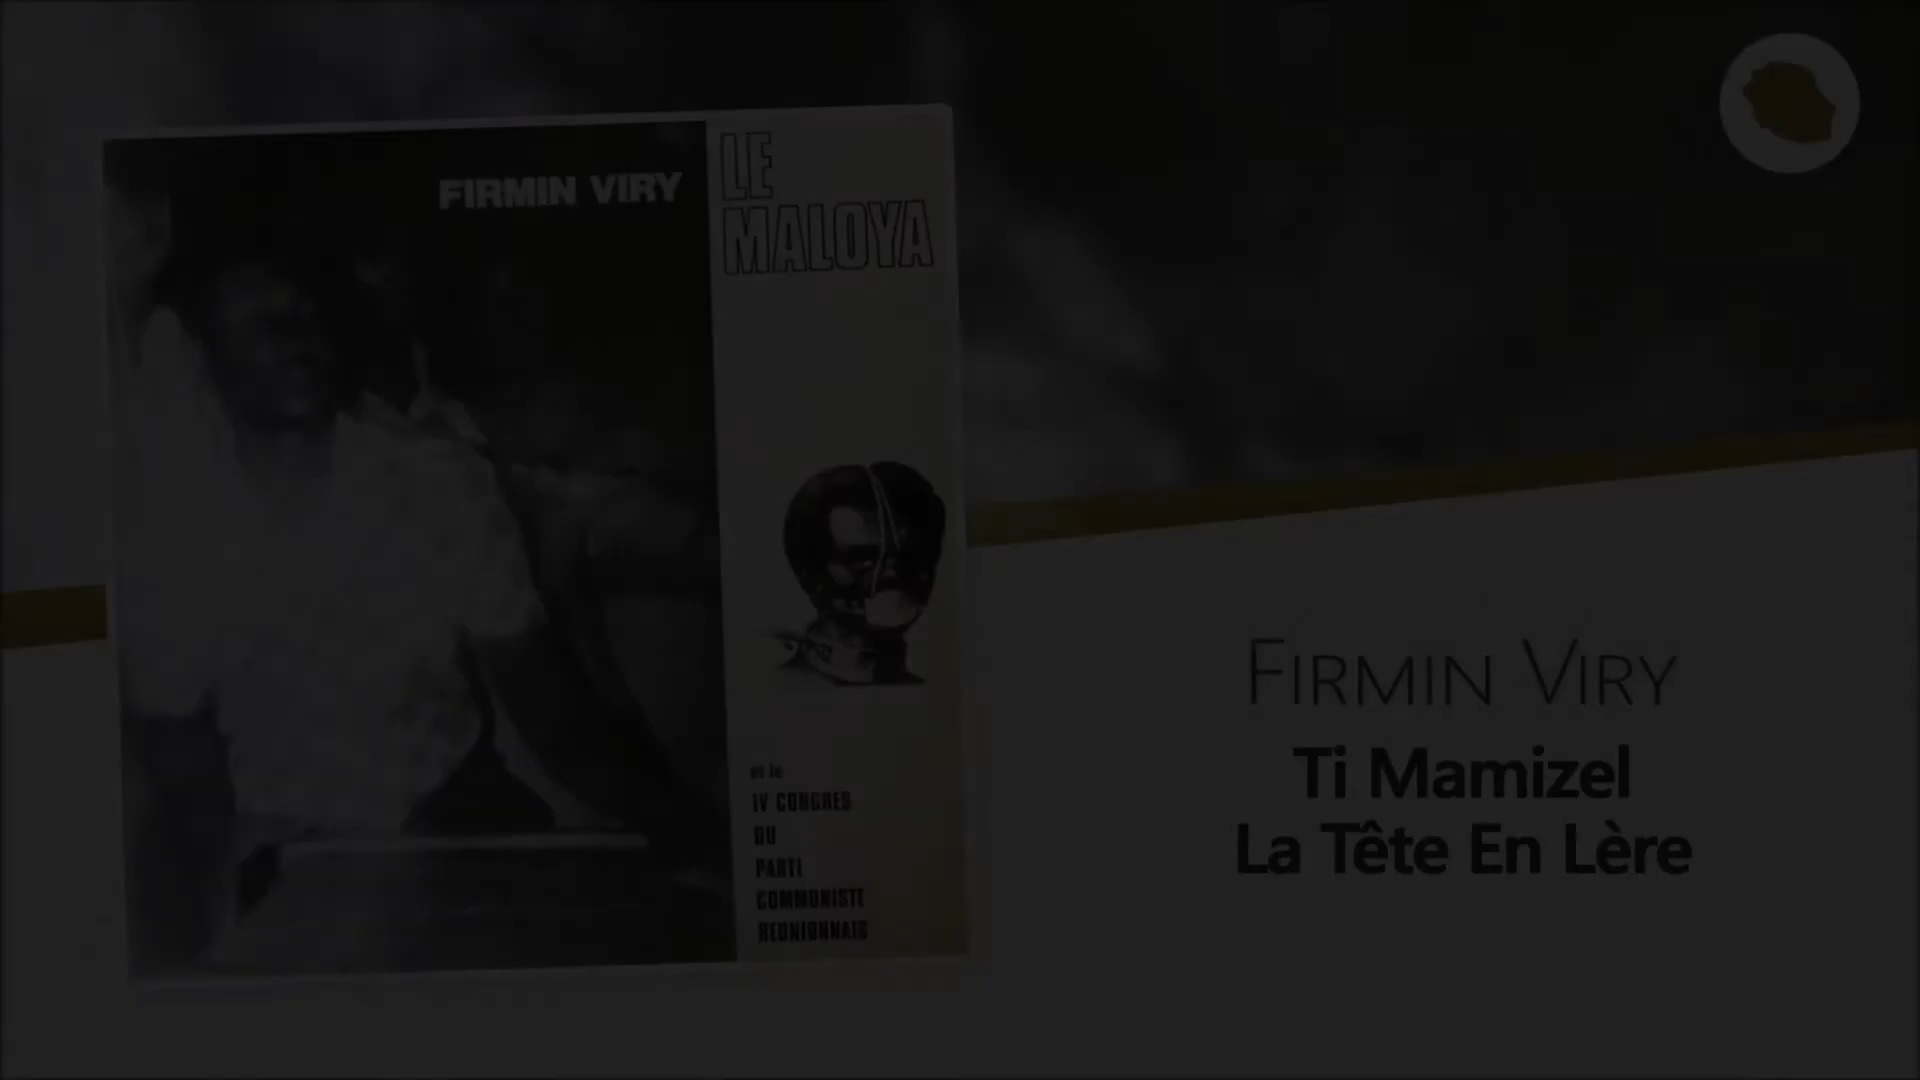 FIRMIN VIRY
LE
MALOYA
et le
IV CONGRES
DU
PARTI
COMMUNISTE
REUNIONNAIS
FIRMIN VIRY
Ti Mamizel
La Tête En Lère